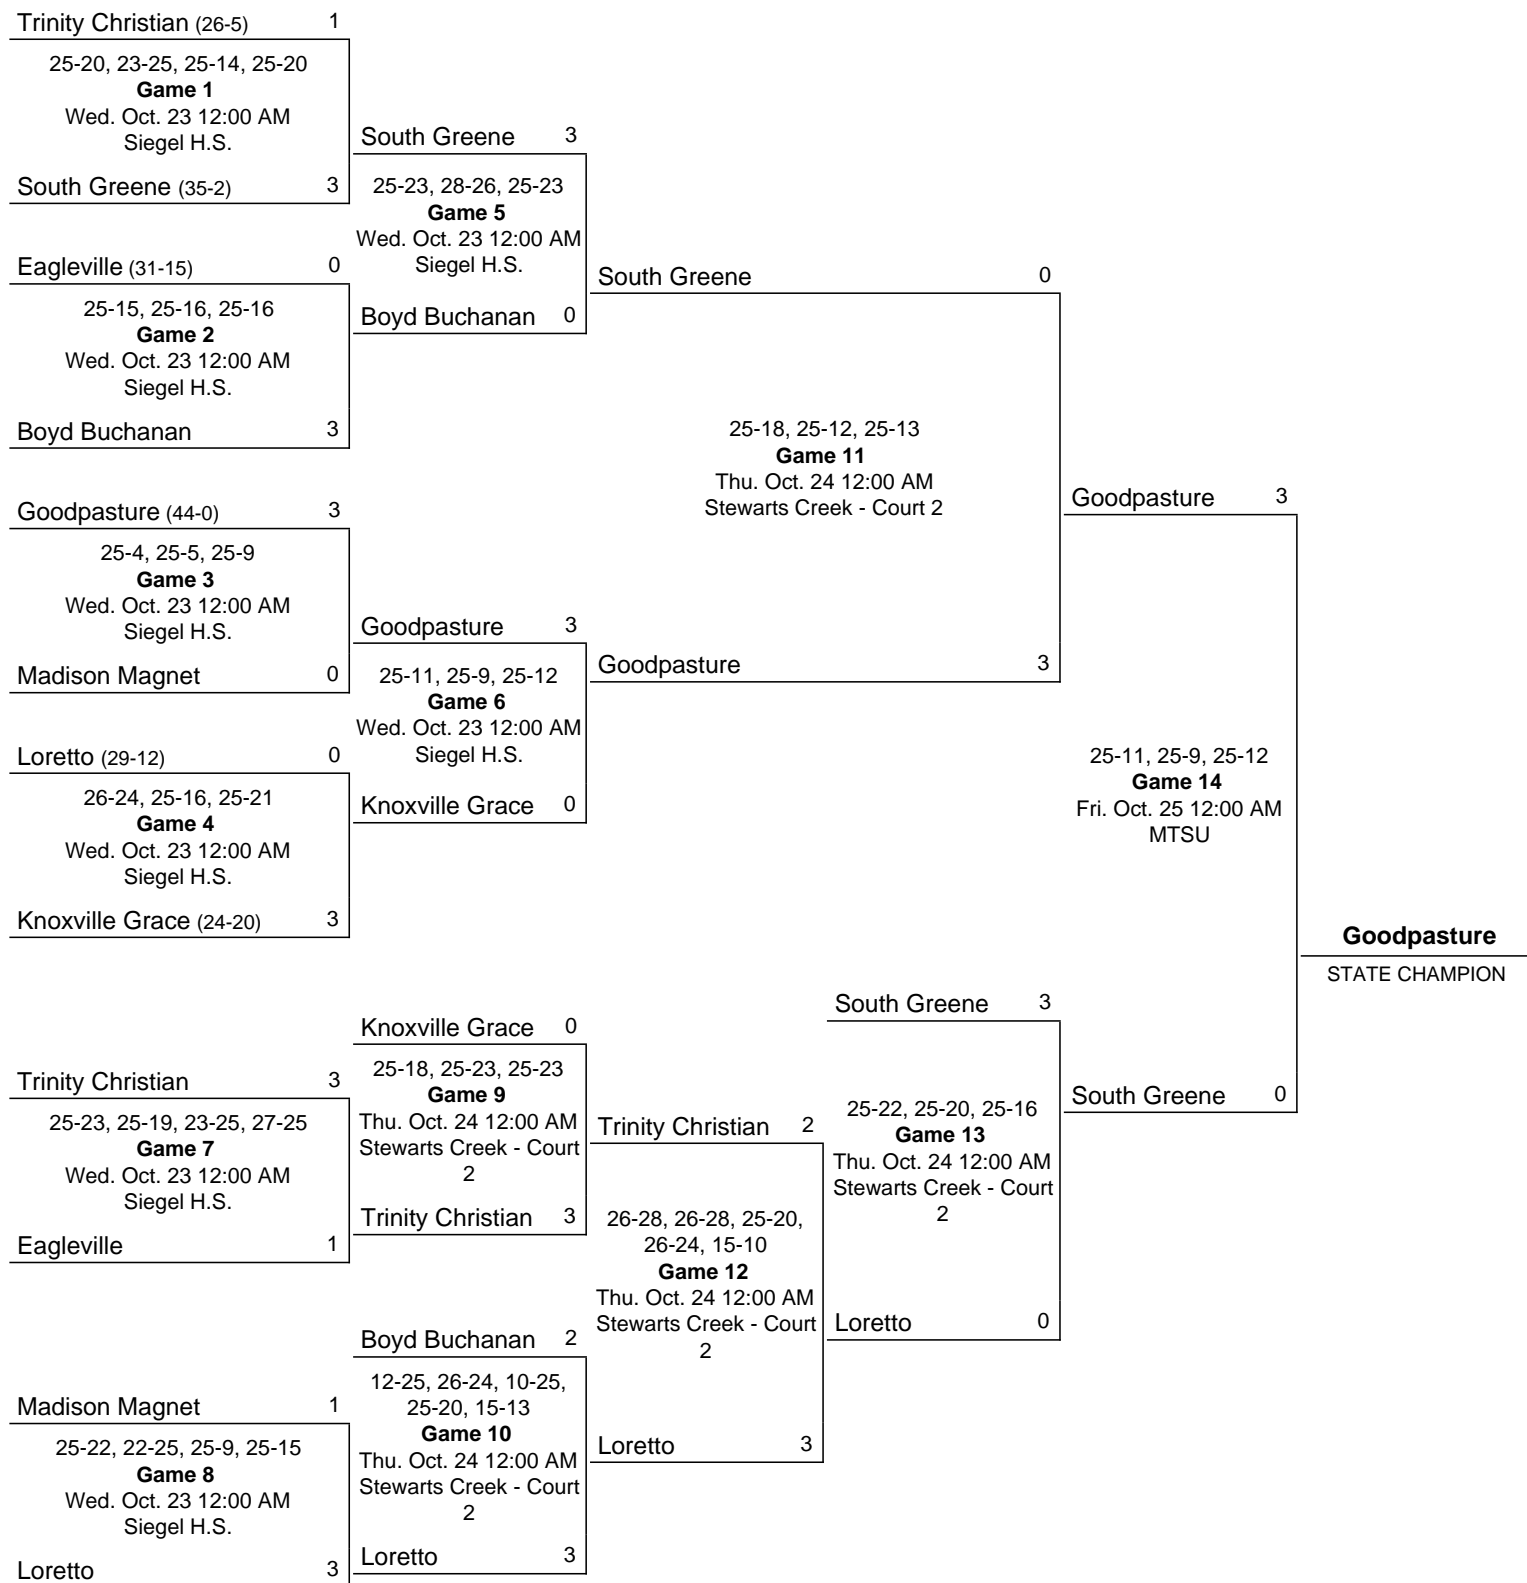 Trinity Christian (26-5) 1
25-20, 23-25, 25-14, 25-20
Game 1
Wed. Oct. 23 12:00 AM
Siegel H.S.
South Greene (35-2) 3
Eagleville (31-15) 0
25-15, 25-16, 25-16
Game 2
Wed. Oct. 23 12:00 AM
Siegel H.S.
Boyd Buchanan 3
Goodpasture (44-0) 3
25-4, 25-5, 25-9
Game 3
Wed. Oct. 23 12:00 AM
Siegel H.S.
Madison Magnet 0
Loretto (29-12) 0
26-24, 25-16, 25-21
Game 4
Wed. Oct. 23 12:00 AM
Siegel H.S.
Knoxville Grace (24-20) 3
South Greene 3
25-23, 28-26, 25-23
Game 5
Wed. Oct. 23 12:00 AM
Siegel H.S.
Boyd Buchanan 0
Goodpasture 3
25-11, 25-9, 25-12
Game 6
Wed. Oct. 23 12:00 AM
Siegel H.S.
Knoxville Grace 0
South Greene 0
25-18, 25-12, 25-13
Game 11
Thu. Oct. 24 12:00 AM
Stewarts Creek - Court 2
Goodpasture 3
Goodpasture 3
25-11, 25-9, 25-12
Game 14
Fri. Oct. 25 12:00 AM
MTSU
South Greene 0
Goodpasture
STATE CHAMPION
Trinity Christian 3
25-23, 25-19, 23-25, 27-25
Game 7
Wed. Oct. 23 12:00 AM
Siegel H.S.
Eagleville 1
Madison Magnet 1
25-22, 22-25, 25-9, 25-15
Game 8
Wed. Oct. 23 12:00 AM
Siegel H.S.
Loretto 3
Knoxville Grace 0
25-18, 25-23, 25-23
Game 9
Thu. Oct. 24 12:00 AM
Stewarts Creek - Court
2
Trinity Christian 3
Boyd Buchanan 2
12-25, 26-24, 10-25,
25-20, 15-13
Game 10
Thu. Oct. 24 12:00 AM
Stewarts Creek - Court
2
Loretto 3
Trinity Christian 2
26-28, 26-28, 25-20,
26-24, 15-10
Game 12
Thu. Oct. 24 12:00 AM
Stewarts Creek - Court
2
Loretto 3
South Greene 3
25-22, 25-20, 25-16
Game 13
Thu. Oct. 24 12:00 AM
Stewarts Creek - Court
2
Loretto 0